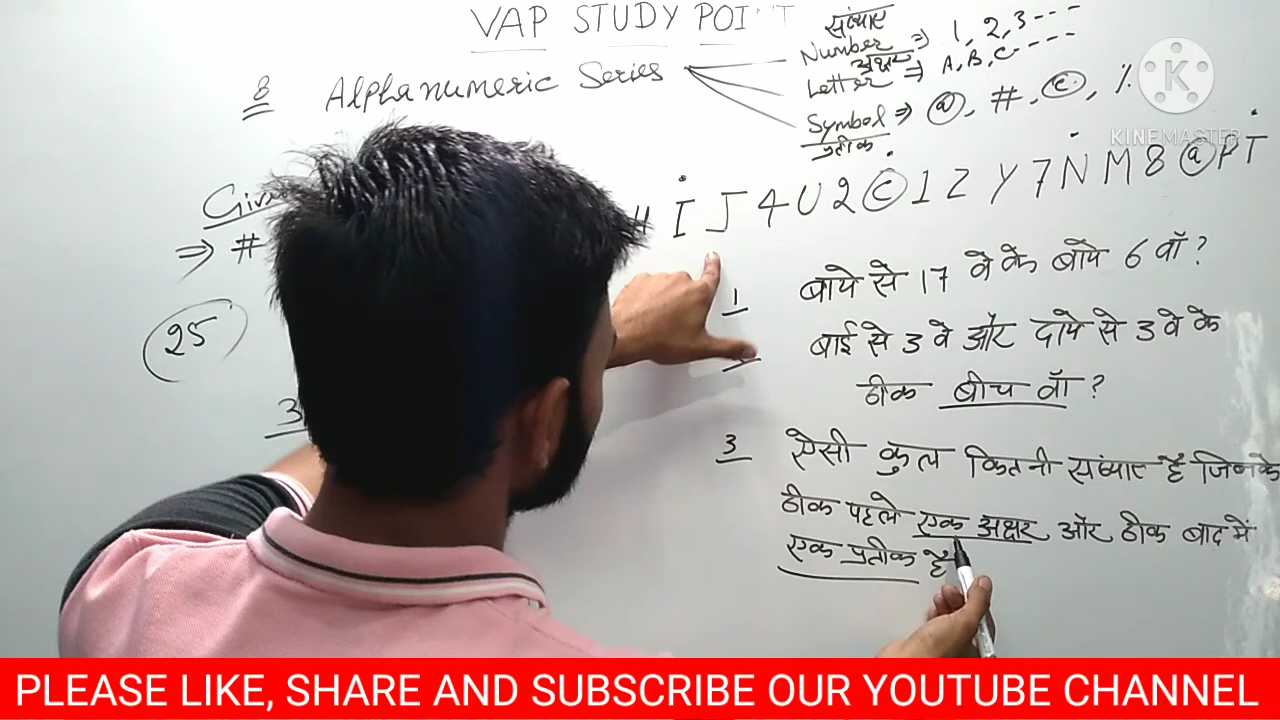 VAP STUDY POINT
8 Alphanumeric Series
संख्याए
Number ⇒ 1, 2, 3---
अक्षर
Letter ⇒ A, B, C----
Symbol ⇒ @, #, ©, %
प्रतीक
KINEMASTER
⇒ # I J 4 U 2 © 1 Z Y 7 N M 8 @ P T
25
1 बाये से 17 वे के बाये 6 वाँ?
बाई से 3 वे और दाये से 3 वे के
ठीक बीच वाँ?
3 ऐसी कुल कितनी संख्याए है जिनके
ठीक पहले एक अक्षर और ठीक बाद में
एक प्रतीक है
3
PLEASE LIKE, SHARE AND SUBSCRIBE OUR YOUTUBE CHANNEL